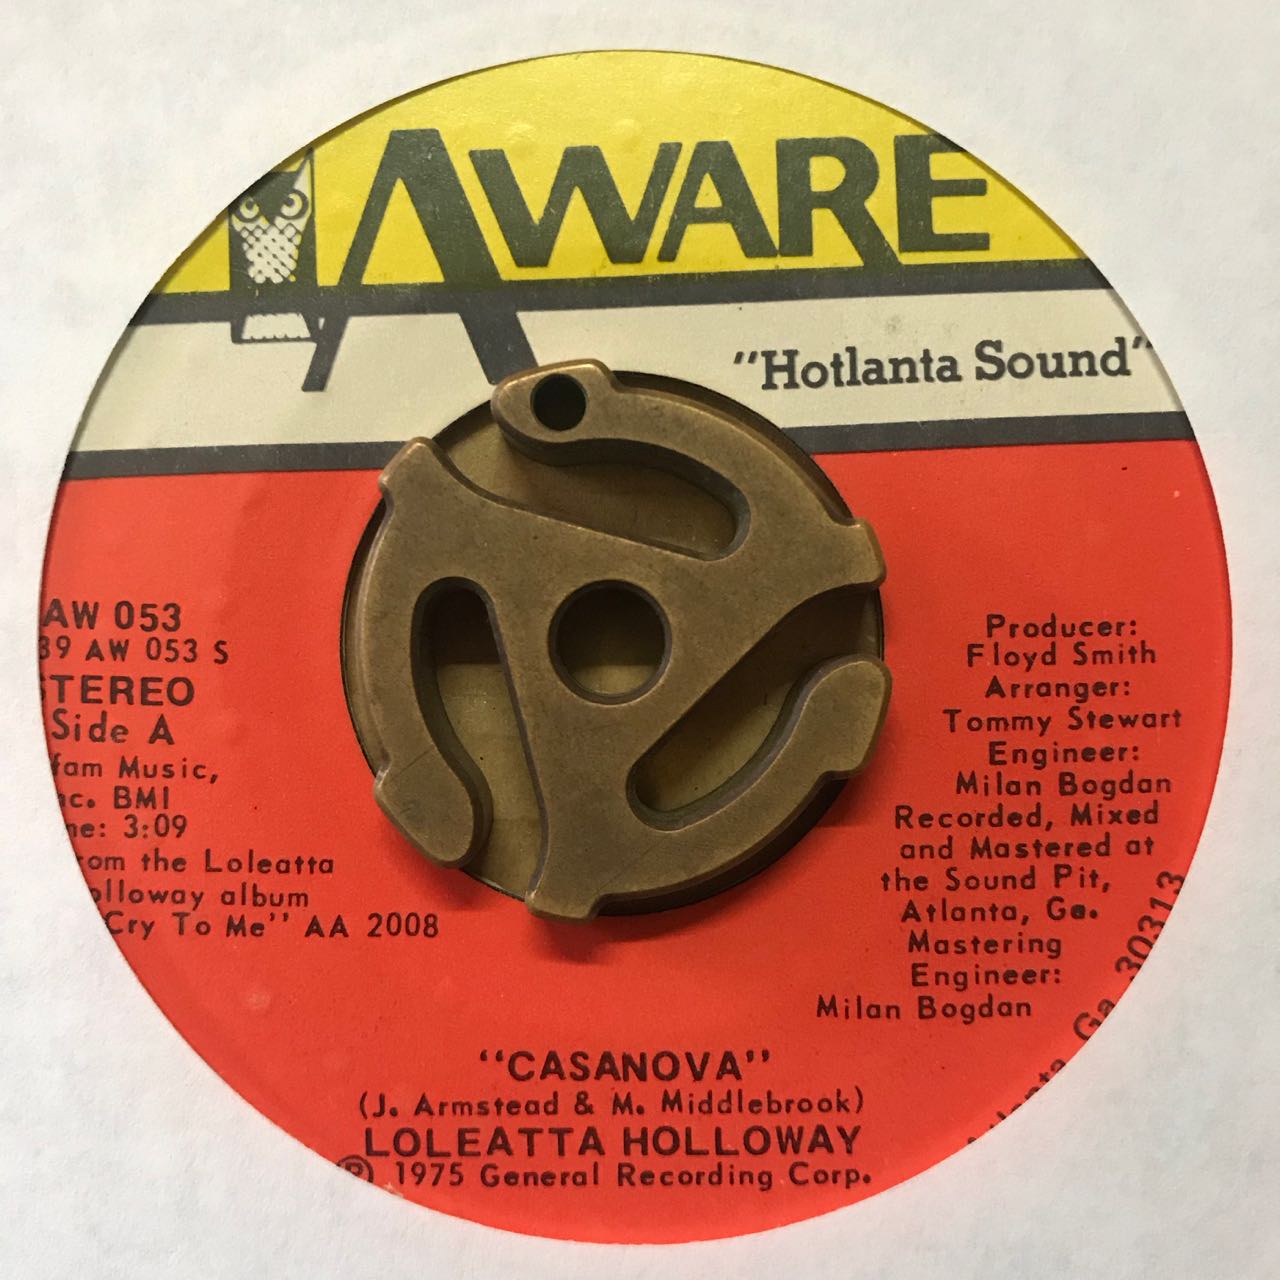 AWARE
"Hotlanta Sound"
AW 053
39 AW 053 S
STEREO
Side A
fam Music,
nc. BMI
me: 3:09
rom the Loleatta
olloway album
Cry To Me" AA 2008
Producer:
Floyd Smith
Arranger:
Tommy Stewart
Engineer:
Milan Bogdan
Recorded, Mixed
and Mastered at
the Sound Pit,
Atlanta, Ga.
Mastering
Engineer:
Milan Bogdan
"CASANOVA"
(J. Armstead & M. Middlebrook)
LOLEATTA HOLLOWAY
℗ 1975 General Recording Corp.
lanta Ga 30313